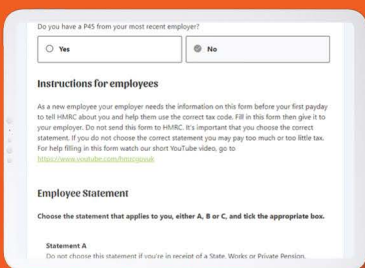 Do you have a P45 from your most recent employer?
Yes
No
Instructions for employees
As a new employee your employer needs the information on this form before your first payday
to tell HMRC about you and help them use the correct tax code. Fill in this form then give it to
your employer. Do not send this form to HMRC. It's important that you choose the correct
statement. If you do not choose the correct statement you may pay too much or too little tax.
For help filling in this form watch our short YouTube video, go to
https://www.youtube.com/hmrcgovuk
Employee Statement
Choose the statement that applies to you, either A, B or C, and tick the appropriate box.
Statement A
Do not choose this statement if you're in receipt of a State, Works or Private Pension.